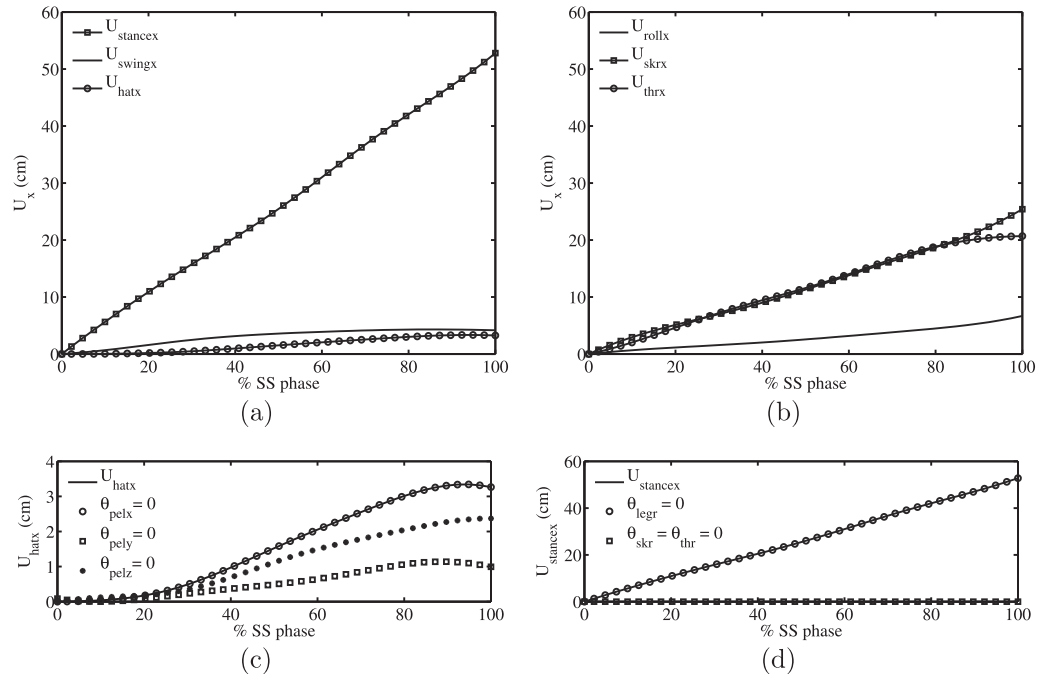 60
50
40
30
20
10
0
0 20 40 60 80 100
U_x (cm)
% SS phase
U_stancex
U_swingx
U_hatx
(a)
60
50
40
30
20
10
0
0 20 40 60 80 100
U_x (cm)
% SS phase
U_rollx
U_skrx
U_thrx
(b)
4
3
2
1
0
0 20 40 60 80 100
U_hatx (cm)
% SS phase
U_hatx
θ_pelx = 0
θ_pely = 0
θ_pelz = 0
(c)
60
40
20
0
0 20 40 60 80 100
U_stancex (cm)
% SS phase
U_stancex
θ_legr = 0
θ_skr = θ_thr = 0
(d)